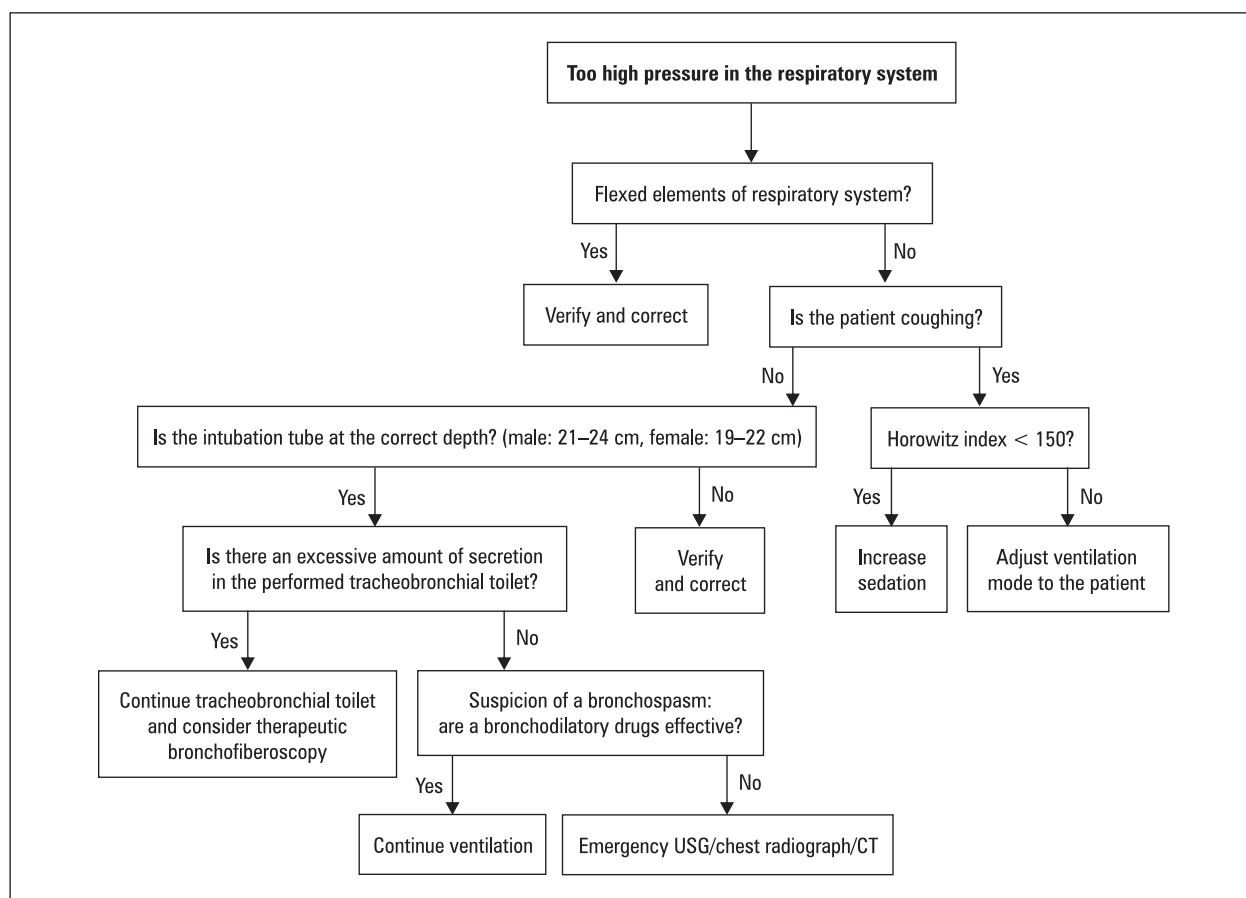 Too high pressure in the respiratory system
Flexed elements of respiratory system?
Yes
No
Verify and correct
Is the patient coughing?
No
Yes
Is the intubation tube at the correct depth? (male: 21–24 cm, female: 19–22 cm)
Horowitz index < 150?
Yes
No
Yes
No
Is there an excessive amount of secretion
in the performed tracheobronchial toilet?
Verify
and correct
Increase
sedation
Adjust ventilation
mode to the patient
Yes
No
Continue tracheobronchial toilet
and consider therapeutic
bronchofiberoscopy
Suspicion of a bronchospasm:
are a bronchodilatory drugs effective?
Yes
No
Continue ventilation
Emergency USG/chest radiograph/CT